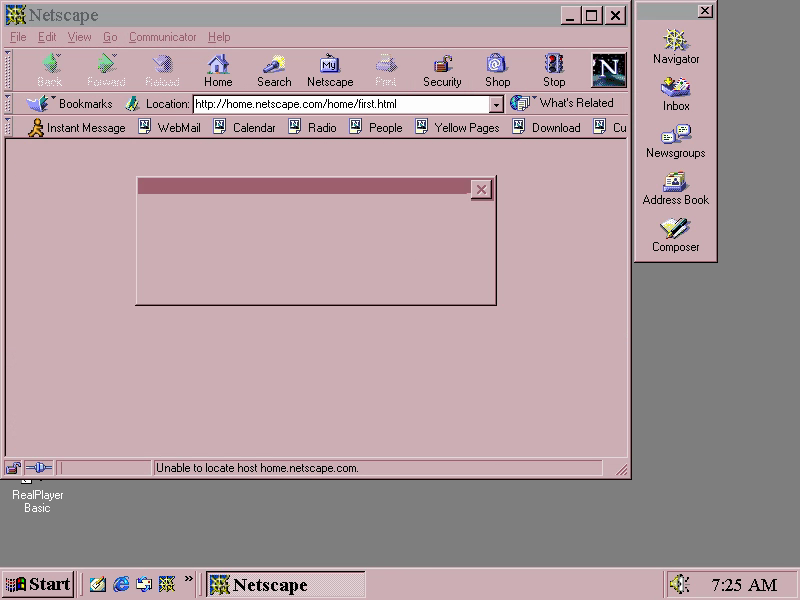 Netscape
File Edit View Go Communicator Help
Back Forward Reload Home Search Netscape Print Security Shop Stop
N
Bookmarks Location: http://home.netscape.com/home/first.html What's Related
Instant Message WebMail Calendar Radio People Yellow Pages Download Cu
Navigator
Inbox
Newsgroups
Address Book
Composer
Unable to locate host home.netscape.com.
RealPlayer
Basic
Start » Netscape 7:25 AM